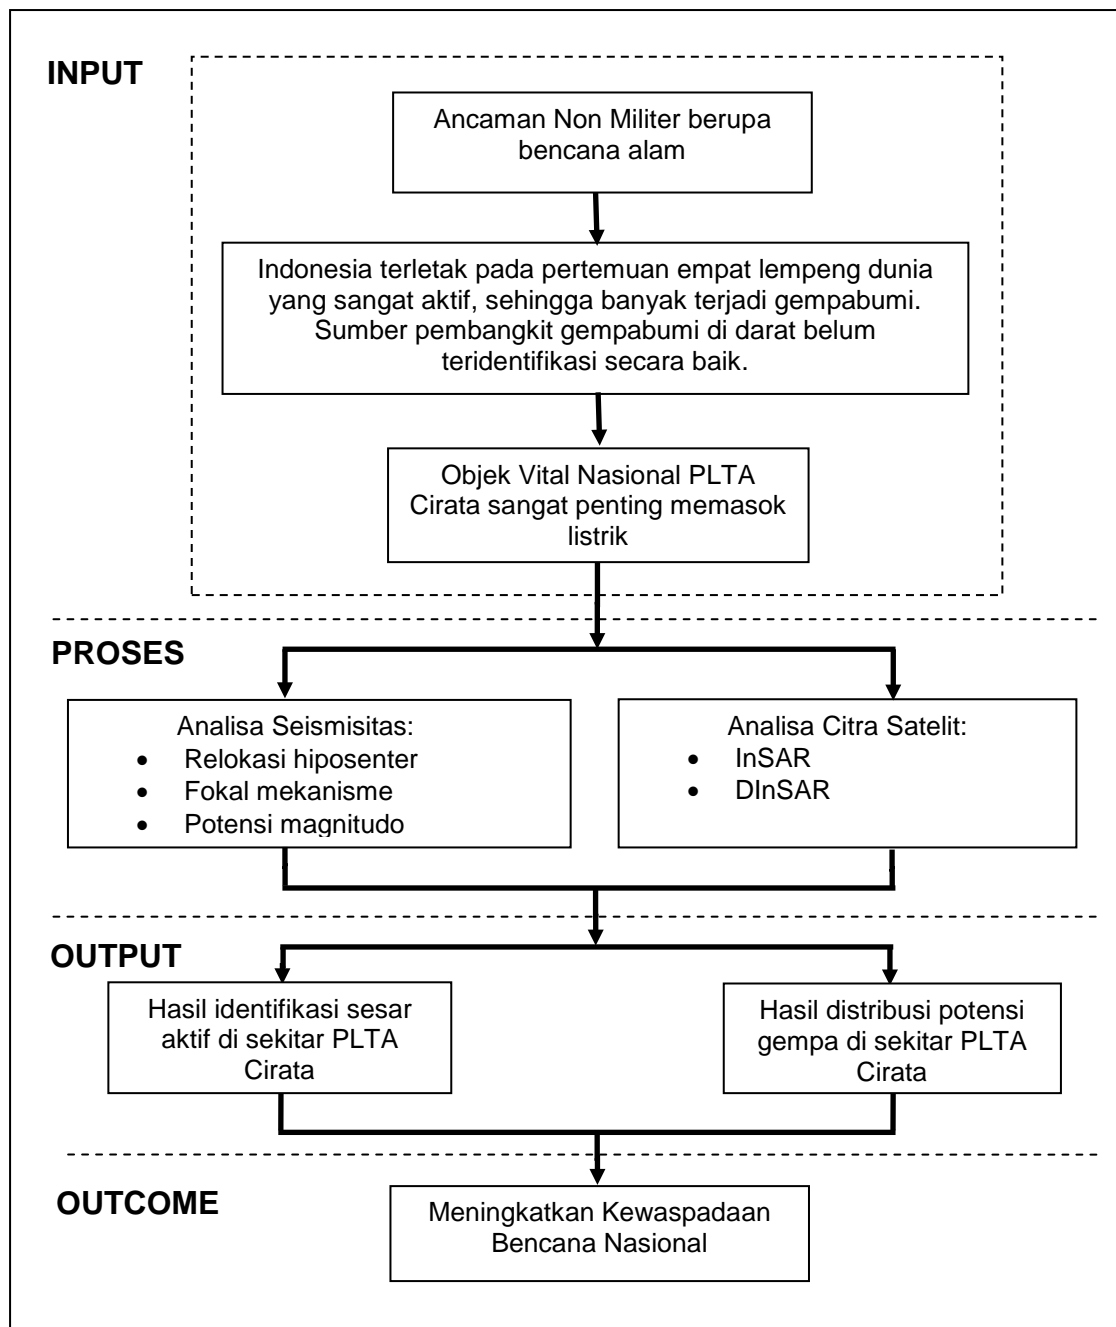 INPUT
Ancaman Non Militer berupa
bencana alam
Indonesia terletak pada pertemuan empat lempeng dunia
yang sangat aktif, sehingga banyak terjadi gempabumi.
Sumber pembangkit gempabumi di darat belum
teridentifikasi secara baik.
Objek Vital Nasional PLTA
Cirata sangat penting memasok
listrik
PROSES
Analisa Seismisitas:
• Relokasi hiposenter
• Fokal mekanisme
• Potensi magnitudo
Analisa Citra Satelit:
• InSAR
• DInSAR
OUTPUT
Hasil identifikasi sesar
aktif di sekitar PLTA
Cirata
Hasil distribusi potensi
gempa di sekitar PLTA
Cirata
OUTCOME
Meningkatkan Kewaspadaan
Bencana Nasional